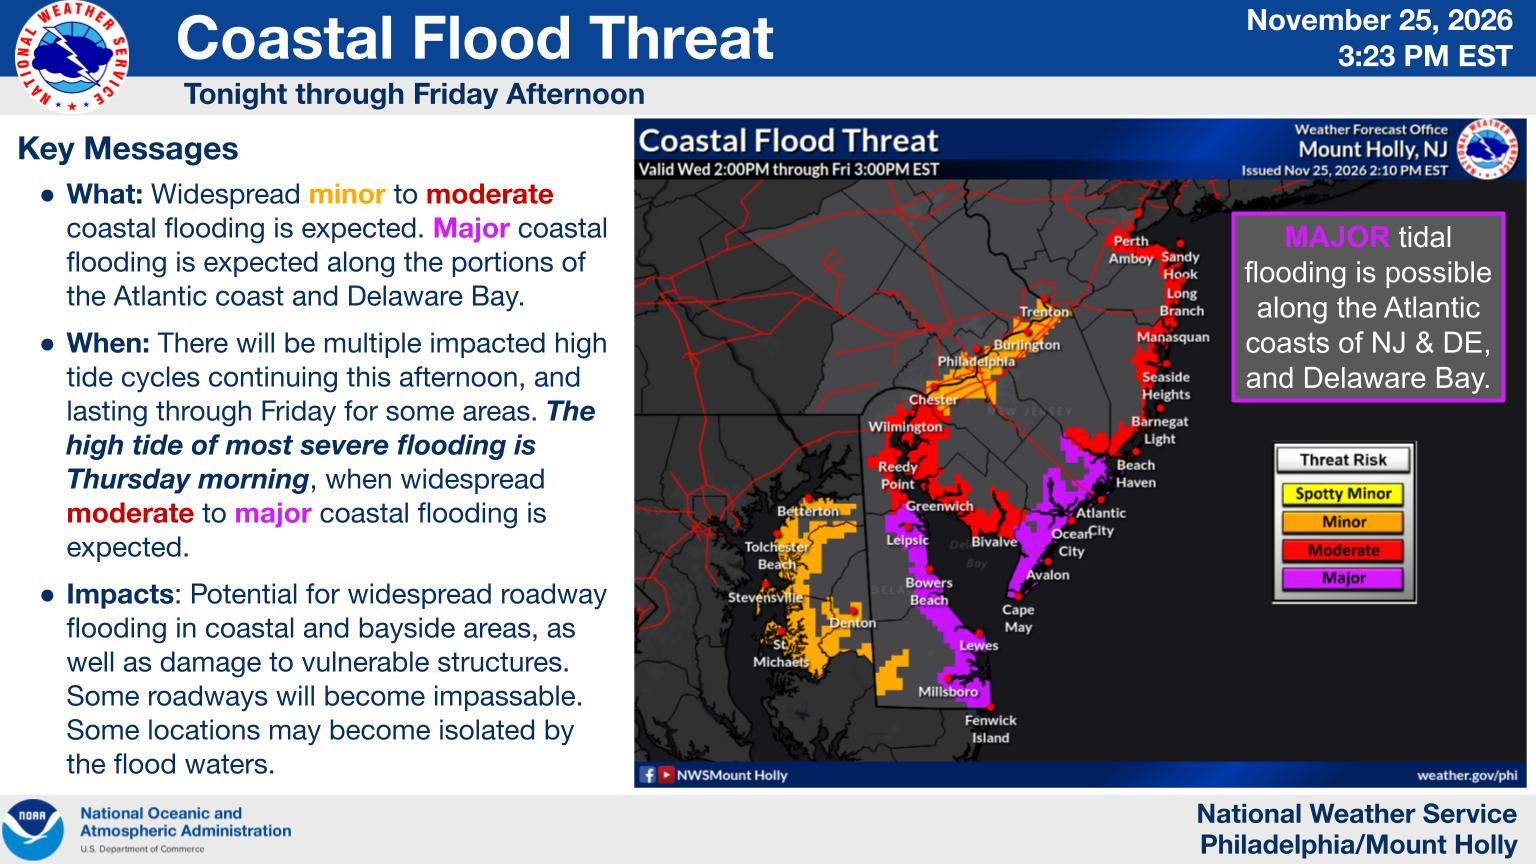 NATIONAL WEATHER SERVICE
Coastal Flood Threat
November 25, 2026
3:23 PM EST
Tonight through Friday Afternoon
Key Messages
● What: Widespread minor to moderate
coastal flooding is expected. Major coastal
flooding is expected along the portions of
the Atlantic coast and Delaware Bay.
● When: There will be multiple impacted high
tide cycles continuing this afternoon, and
lasting through Friday for some areas. The
high tide of most severe flooding is
Thursday morning, when widespread
moderate to major coastal flooding is
expected.
● Impacts: Potential for widespread roadway
flooding in coastal and bayside areas, as
well as damage to vulnerable structures.
Some roadways will become impassable.
Some locations may become isolated by
the flood waters.
Coastal Flood Threat
Valid Wed 2:00PM through Fri 3:00PM EST
Weather Forecast Office
Mount Holly, NJ
Issued Nov 25, 2026 2:10 PM EST
MAJOR tidal
flooding is possible
along the Atlantic
coasts of NJ & DE,
and Delaware Bay.
Threat Risk
Spotty Minor
Minor
Moderate
Major
Perth
Amboy
Sandy
Hook
Long
Branch
Trenton
Manasquan
Burlington
Philadelphia
Seaside
Heights
Chester
NEW JERSEY
Wilmington
Barnegat
Light
Reedy
Point
Beach
Haven
Greenwich
Betterton
Atlantic
City
Leipsic
Bivalve
Ocean
City
Tolchester
Beach
Bay
Avalon
Bowers
Beach
Stevensville
Cape
May
Denton
Lewes
St.
Michaels
Millsboro
Fenwick
Island
NWSMount Holly
weather.gov/phi
NOAA
National Oceanic and
Atmospheric Administration
U.S. Department of Commerce
National Weather Service
Philadelphia/Mount Holly